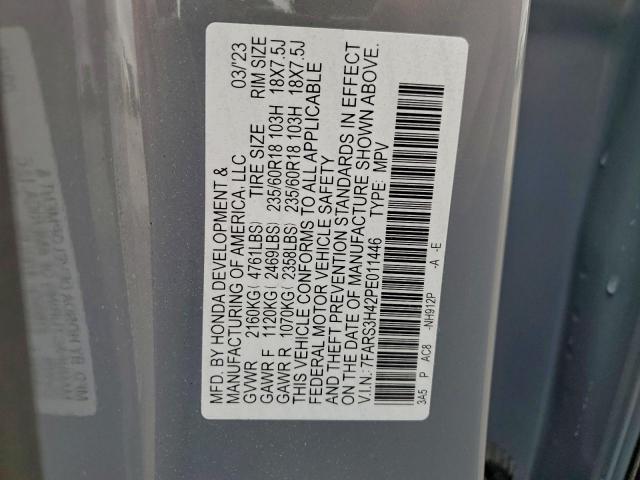 MFD. BY HONDA DEVELOPMENT &
MANUFACTURING OF AMERICA, LLC 03/'23
GVWR 2160KG( 4761LBS) TIRE SIZE RIM SIZE
GAWR F 1120KG( 2469LBS) 235/60R18 103H 18X7.5J
GAWR R 1070KG( 2358LBS) 235/60R18 103H 18X7.5J
THIS VEHICLE CONFORMS TO ALL APPLICABLE
FEDERAL MOTOR VEHICLE SAFETY
AND THEFT PREVENTION STANDARDS IN EFFECT
ON THE DATE OF MANUFACTURE SHOWN ABOVE.
V.I.N.: 7FARS3H42PE011446 TYPE: MPV
3A5 P AC8 -NH912P -A -E